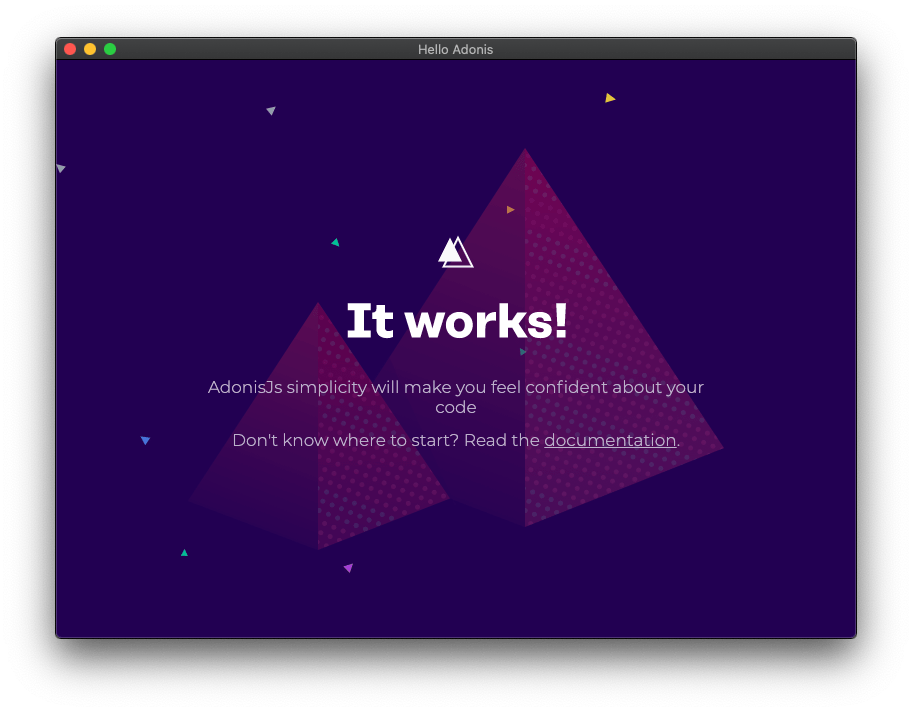 Hello Adonis
It works!
AdonisJs simplicity will make you feel confident about your
code
Don't know where to start? Read the documentation.